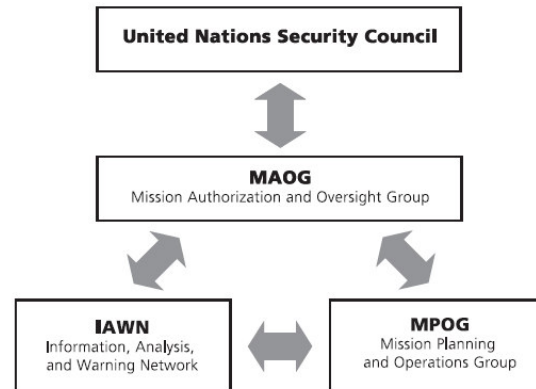 United Nations Security Council
MAOG
Mission Authorization and Oversight Group
IAWN
Information, Analysis,
and Warning Network
MPOG
Mission Planning
and Operations Group